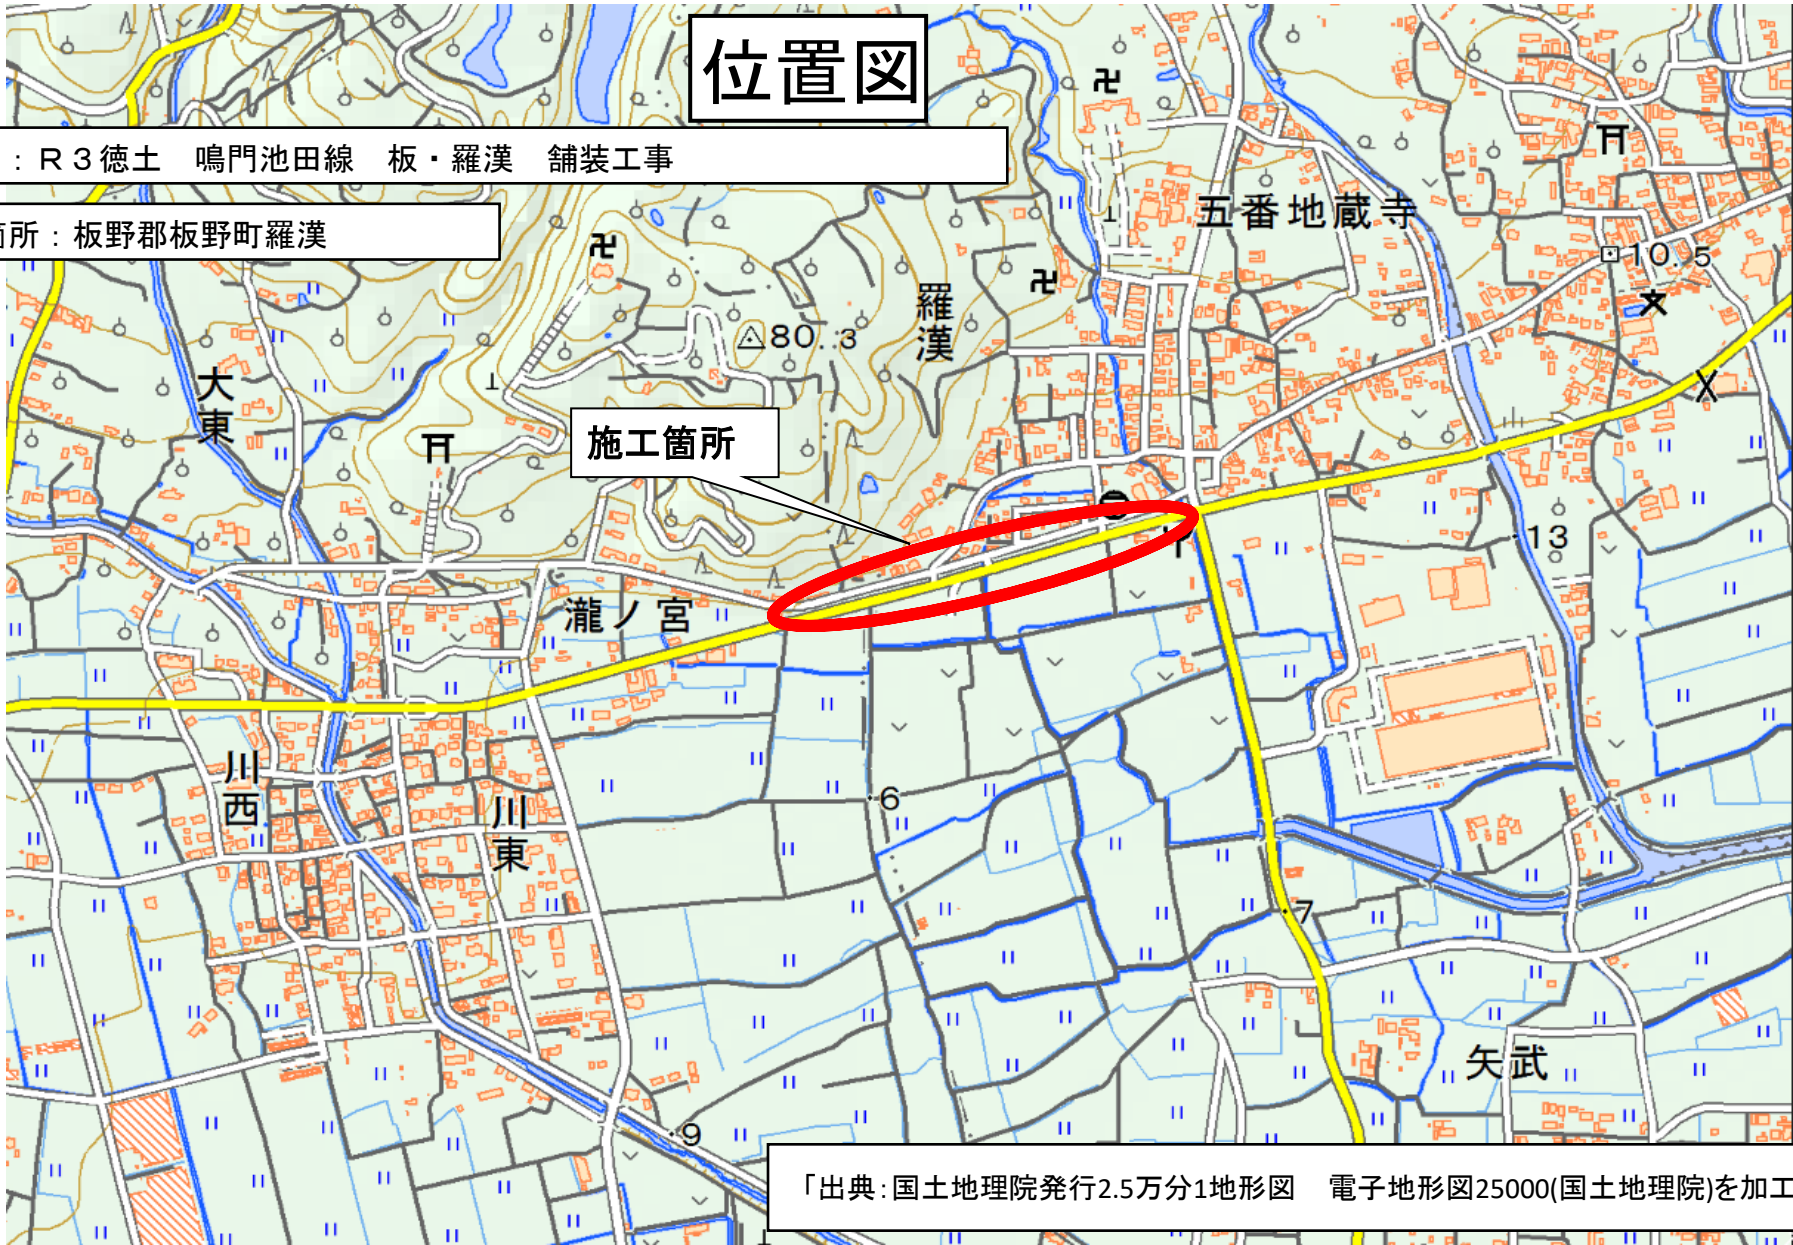 位置図
：Ｒ３徳土　鳴門池田線　板・羅漢　舗装工事
所：板野郡板野町羅漢
五番地蔵寺
10.5
羅漢
80.3
大東
施工箇所
13
瀧ノ宮
川西
川東
6
7
矢武
9
「出典：国土地理院発行2.5万分1地形図　電子地形図25000(国土地理院)を加工